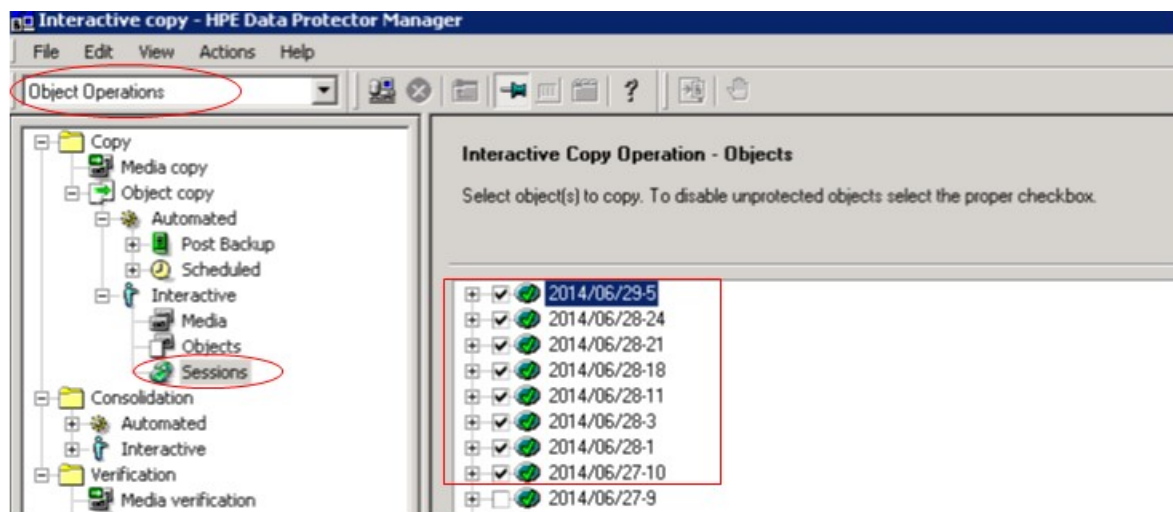 Interactive copy - HPE Data Protector Manager
File Edit View Actions Help
Object Operations
Copy
Media copy
Object copy
Automated
Post Backup
Scheduled
Interactive
Media
Objects
Sessions
Consolidation
Automated
Interactive
Verification
Media verification
Interactive Copy Operation - Objects
Select object(s) to copy. To disable unprotected objects select the proper checkbox.
2014/06/29-5
2014/06/28-24
2014/06/28-21
2014/06/28-18
2014/06/28-11
2014/06/28-3
2014/06/28-1
2014/06/27-10
2014/06/27-9